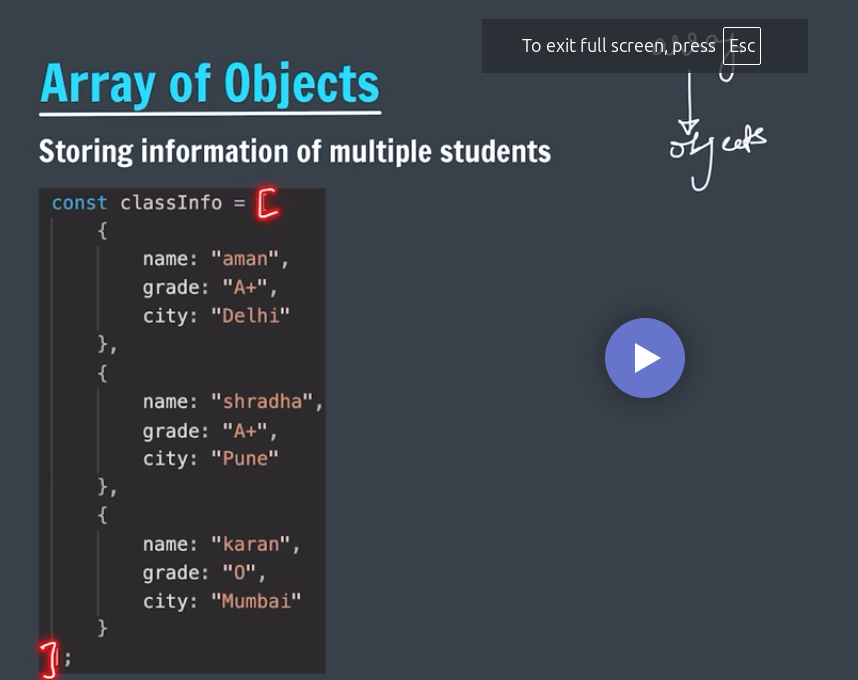 To exit full screen, press Esc
Array of Objects
objects
Storing information of multiple students
const classInfo = [
{
name: "aman",
grade: "A+",
city: "Delhi"
},
{
name: "shradha",
grade: "A+",
city: "Pune"
},
{
name: "karan",
grade: "O",
city: "Mumbai"
}
];